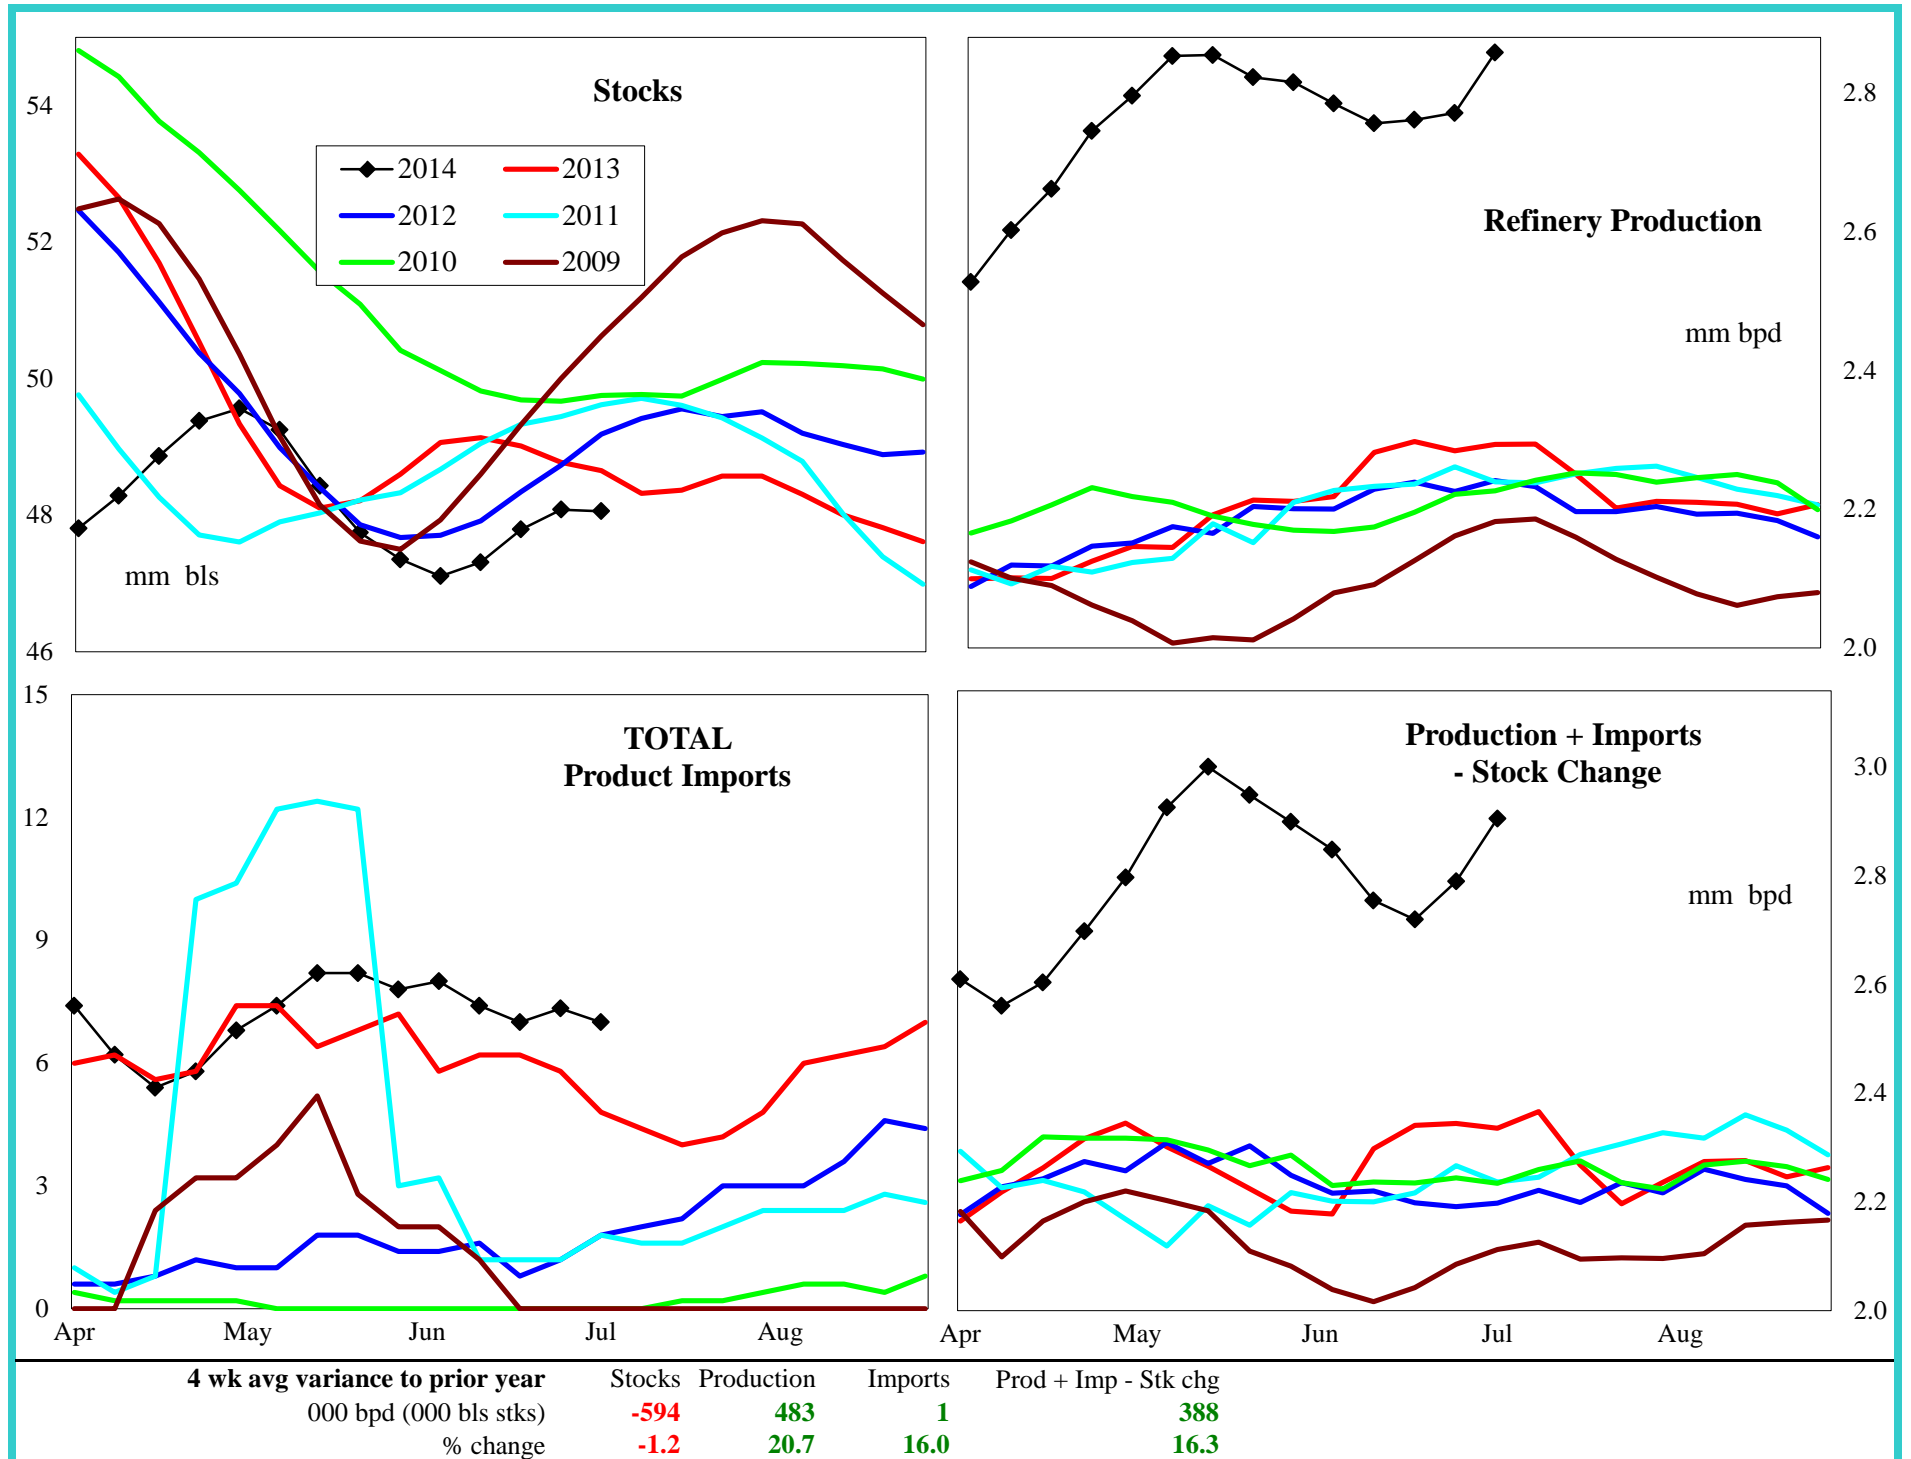 Stocks
54
52
50
48
46
2014 2013
2012 2011
2010 2009
mm bls
Refinery Production
mm bpd
2.8
2.6
2.4
2.2
2.0
TOTAL
Product Imports
15
12
9
6
3
0
Apr May Jun Jul Aug
Production + Imports
- Stock Change
mm bpd
3.0
2.8
2.6
2.4
2.2
2.0
Apr May Jun Jul Aug
4 wk avg variance to prior year Stocks Production Imports Prod + Imp - Stk chg
000 bpd (000 bls stks) -594 483 1 388
% change -1.2 20.7 16.0 16.3